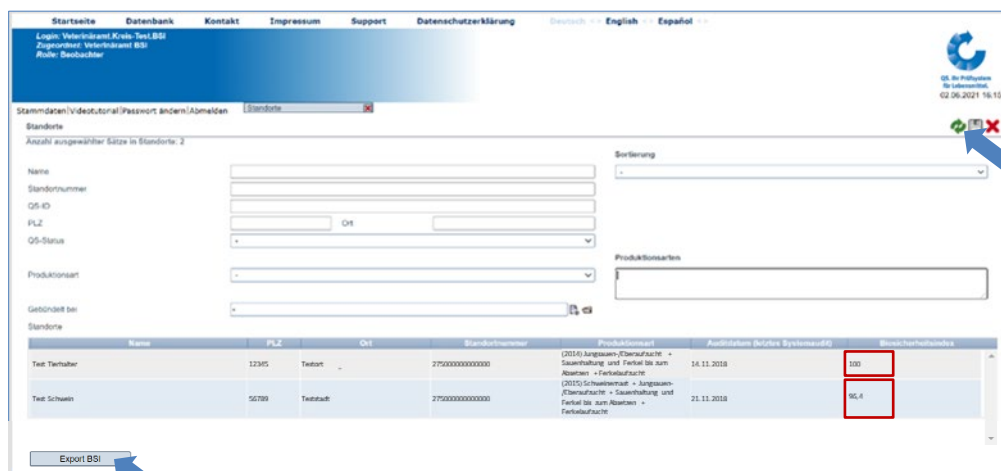 Startseite Datenbank Kontakt Impressum Support Datenschutzerklärung Deutsch >> English >> Español >>
Login: Veterinäramt.Kreis-Test.BSI
Zugeordnet: Veterinäramt BSI
Rolle: Beobachter
QS. Ihr Prüfsystem
für Lebensmittel.
02.06.2021 16:15
Stammdaten|Videotutorial|Passwort ändern|Abmelden Standorte
Standorte
Anzahl ausgewählter Sätze in Standorte: 2
Sortierung
Name -
Standortnummer
QS-ID
PLZ Ort
QS-Status -
Produktionsarten
Produktionsart -
Gebündelt bei -
Standorte
Name PLZ Ort Standortnummer Produktionsart Auditdatum (letztes Systemaudit) Biosicherheitsindex
Test Tierhalter 12345 Testort 275000000000000 (2014) Jungsauen-/Eberaufzucht + Sauenhaltung und Ferkel bis zum Absetzen + Ferkelaufzucht 14.11.2018 100
Test Schwein 56789 Teststadt 275000000000000 (2015) Schweinemast + Jungsauen-/Eberaufzucht + Sauenhaltung und Ferkel bis zum Absetzen + Ferkelaufzucht 21.11.2018 96,4
Export BSI